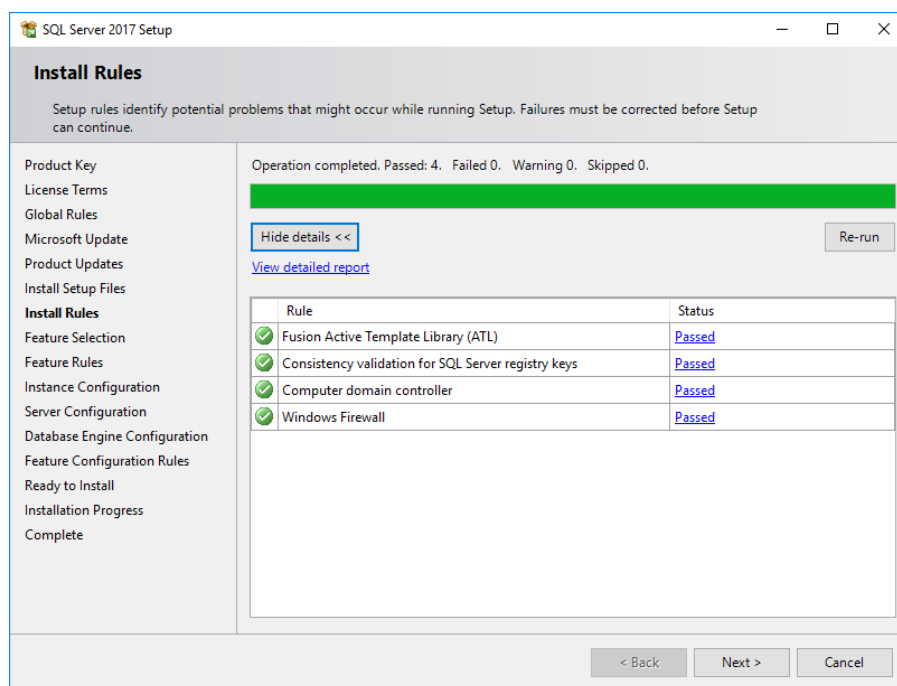 SQL Server 2017 Setup
Install Rules
Setup rules identify potential problems that might occur while running Setup. Failures must be corrected before Setup
can continue.
Product Key
License Terms
Global Rules
Microsoft Update
Product Updates
Install Setup Files
Install Rules
Feature Selection
Feature Rules
Instance Configuration
Server Configuration
Database Engine Configuration
Feature Configuration Rules
Ready to Install
Installation Progress
Complete
Operation completed. Passed: 4. Failed 0. Warning 0. Skipped 0.
Hide details <<
Re-run
View detailed report
Rule Status
Fusion Active Template Library (ATL) Passed
Consistency validation for SQL Server registry keys Passed
Computer domain controller Passed
Windows Firewall Passed
< Back Next > Cancel